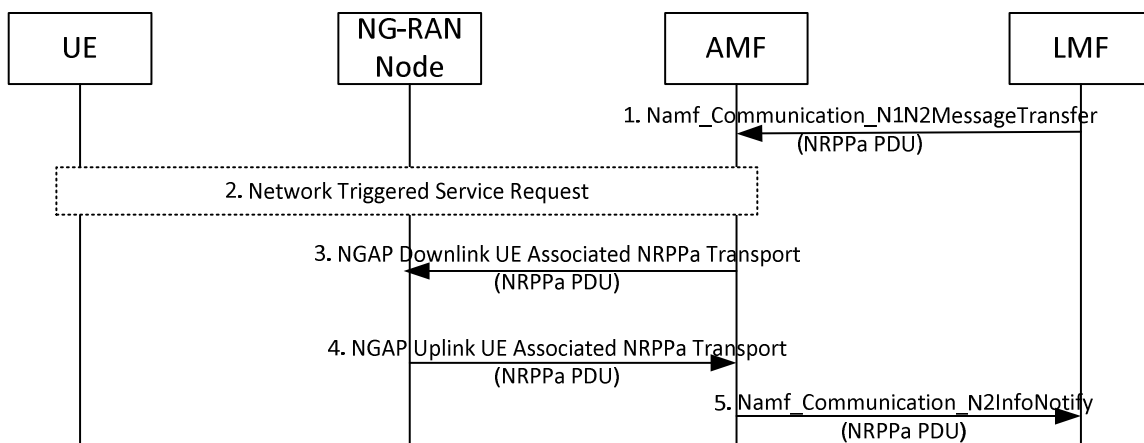 UE
NG-RAN
Node
AMF
LMF
1. Namf_Communication_N1N2MessageTransfer
(NRPPa PDU)
2. Network Triggered Service Request
3. NGAP Downlink UE Associated NRPPa Transport
(NRPPa PDU)
4. NGAP Uplink UE Associated NRPPa Transport
(NRPPa PDU)
5. Namf_Communication_N2InfoNotify
(NRPPa PDU)